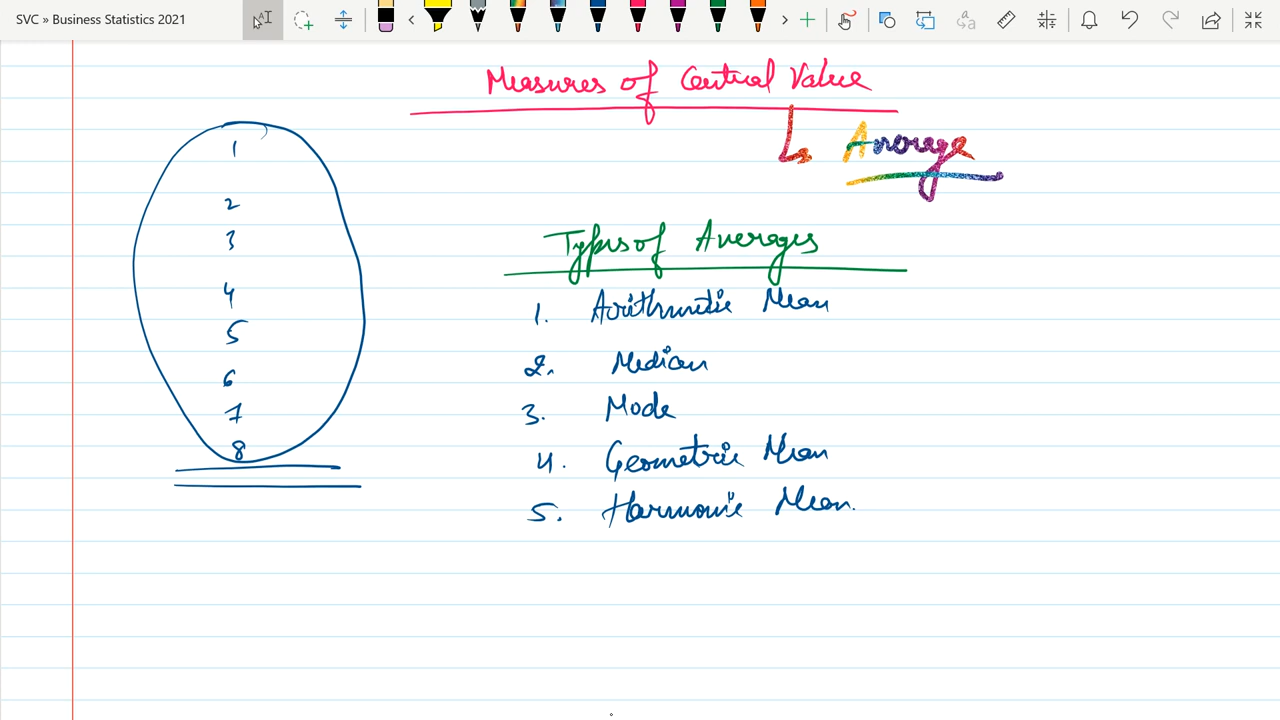 SVC » Business Statistics 2021
Measures of Central Value
Average
1
2
3
4
5
6
7
8
Types of Averages
1. Arithmetic Mean
2. Median
3. Mode
4. Geometric Mean
5. Harmonic Mean.